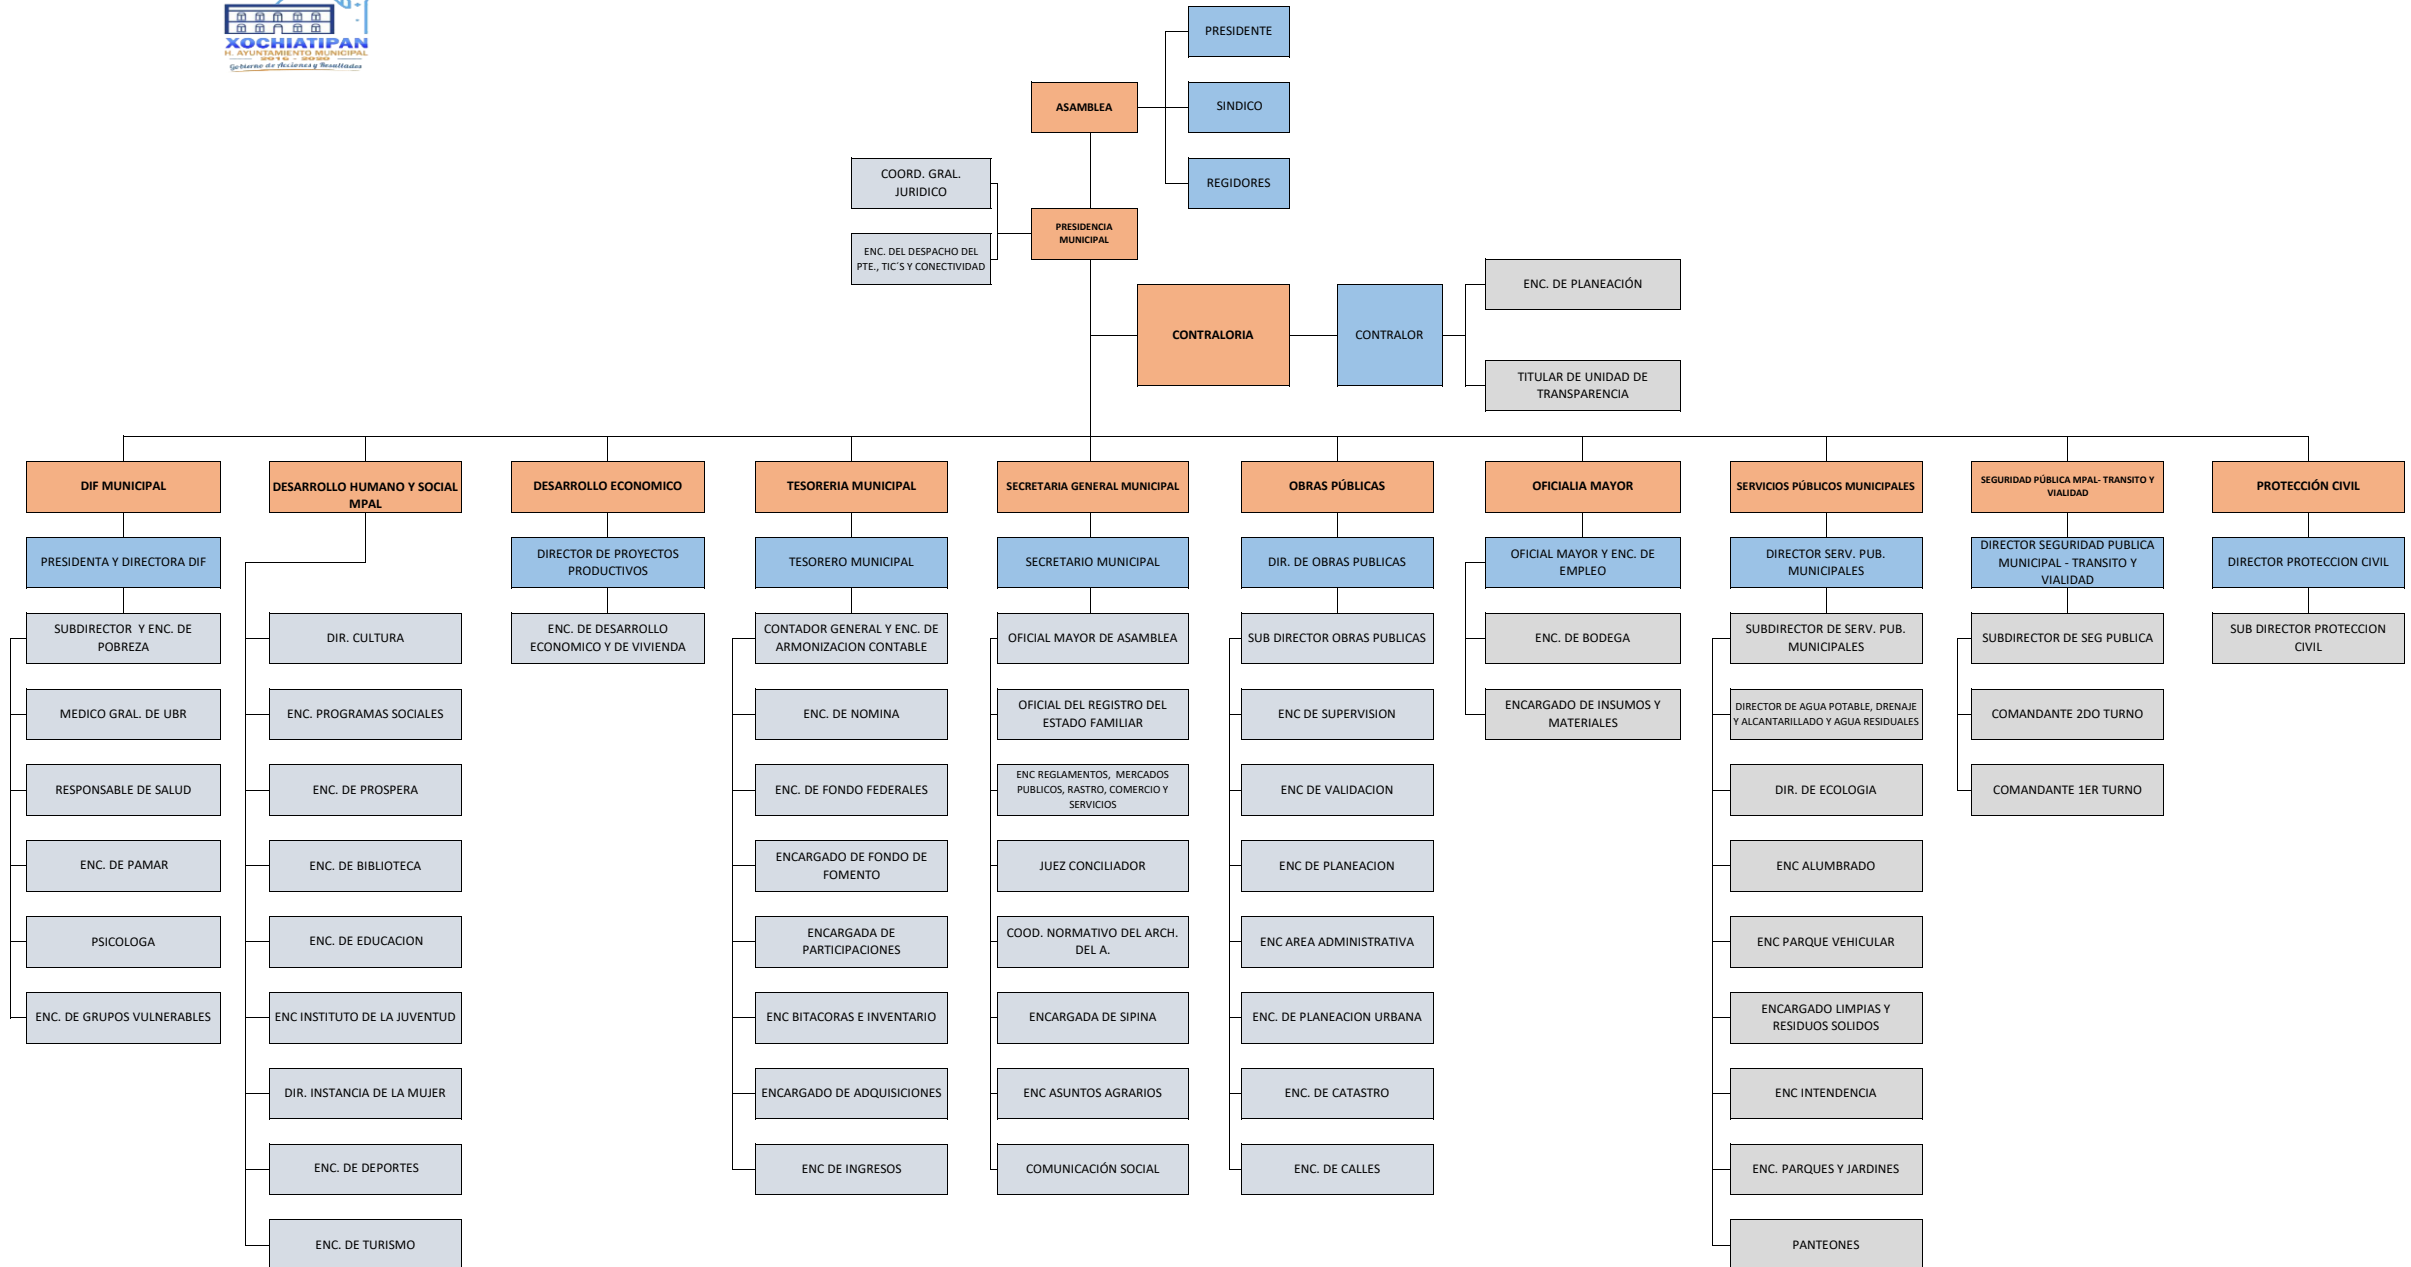 XOCHIATIPAN
H. AYUNTAMIENTO MUNICIPAL
2016 - 2020
Gobierno de Acciones y Resultados
PRESIDENTE
ASAMBLEA
SINDICO
REGIDORES
COORD. GRAL.
JURIDICO
ENC. DEL DESPACHO DEL
PTE., TIC´S Y CONECTIVIDAD
PRESIDENCIA
MUNICIPAL
CONTRALORIA
CONTRALOR
ENC. DE PLANEACIÓN
TITULAR DE UNIDAD DE
TRANSPARENCIA
DIF MUNICIPAL
PRESIDENTA Y DIRECTORA DIF
SUBDIRECTOR Y ENC. DE
POBREZA
MEDICO GRAL. DE UBR
RESPONSABLE DE SALUD
ENC. DE PAMAR
PSICOLOGA
ENC. DE GRUPOS VULNERABLES
DESARROLLO HUMANO Y SOCIAL
MPAL
DIR. CULTURA
ENC. PROGRAMAS SOCIALES
ENC. DE PROSPERA
ENC. DE BIBLIOTECA
ENC. DE EDUCACION
ENC INSTITUTO DE LA JUVENTUD
DIR. INSTANCIA DE LA MUJER
ENC. DE DEPORTES
ENC. DE TURISMO
DESARROLLO ECONOMICO
DIRECTOR DE PROYECTOS
PRODUCTIVOS
ENC. DE DESARROLLO
ECONOMICO Y DE VIVIENDA
TESORERIA MUNICIPAL
TESORERO MUNICIPAL
CONTADOR GENERAL Y ENC. DE
ARMONIZACION CONTABLE
ENC. DE NOMINA
ENC. DE FONDO FEDERALES
ENCARGADO DE FONDO DE
FOMENTO
ENCARGADA DE
PARTICIPACIONES
ENC BITACORAS E INVENTARIO
ENCARGADO DE ADQUISICIONES
ENC DE INGRESOS
SECRETARIA GENERAL MUNICIPAL
SECRETARIO MUNICIPAL
OFICIAL MAYOR DE ASAMBLEA
OFICIAL DEL REGISTRO DEL
ESTADO FAMILIAR
ENC REGLAMENTOS, MERCADOS
PUBLICOS, RASTRO, COMERCIO Y
SERVICIOS
JUEZ CONCILIADOR
COOD. NORMATIVO DEL ARCH.
DEL A.
ENCARGADA DE SIPINA
ENC ASUNTOS AGRARIOS
COMUNICACIÓN SOCIAL
OBRAS PÚBLICAS
DIR. DE OBRAS PUBLICAS
SUB DIRECTOR OBRAS PUBLICAS
ENC DE SUPERVISION
ENC DE VALIDACION
ENC DE PLANEACION
ENC AREA ADMINISTRATIVA
ENC. DE PLANEACION URBANA
ENC. DE CATASTRO
ENC. DE CALLES
OFICIALIA MAYOR
OFICIAL MAYOR Y ENC. DE
EMPLEO
ENC. DE BODEGA
ENCARGADO DE INSUMOS Y
MATERIALES
SERVICIOS PÚBLICOS MUNICIPALES
DIRECTOR SERV. PUB.
MUNICIPALES
SUBDIRECTOR DE SERV. PUB.
MUNICIPALES
DIRECTOR DE AGUA POTABLE, DRENAJE
Y ALCANTARILLADO Y AGUA RESIDUALES
DIR. DE ECOLOGIA
ENC ALUMBRADO
ENC PARQUE VEHICULAR
ENCARGADO LIMPIAS Y
RESIDUOS SOLIDOS
ENC INTENDENCIA
ENC. PARQUES Y JARDINES
PANTEONES
SEGURIDAD PÚBLICA MPAL- TRANSITO Y
VIALIDAD
DIRECTOR SEGURIDAD PUBLICA
MUNICIPAL - TRANSITO Y
VIALIDAD
SUBDIRECTOR DE SEG PUBLICA
COMANDANTE 2DO TURNO
COMANDANTE 1ER TURNO
PROTECCIÓN CIVIL
DIRECTOR PROTECCION CIVIL
SUB DIRECTOR PROTECCION
CIVIL